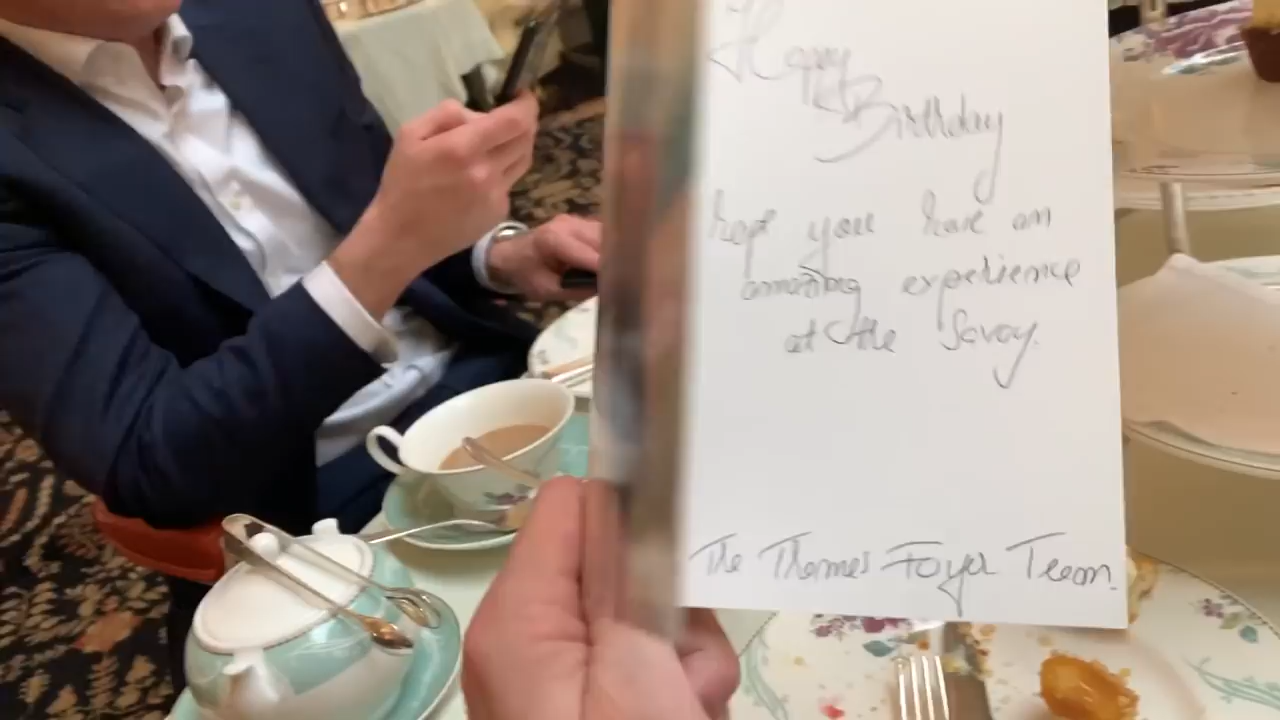 Happy
Birthday
hope you have an
amazing experience
at the Savoy.
The Thames Foyer Team.